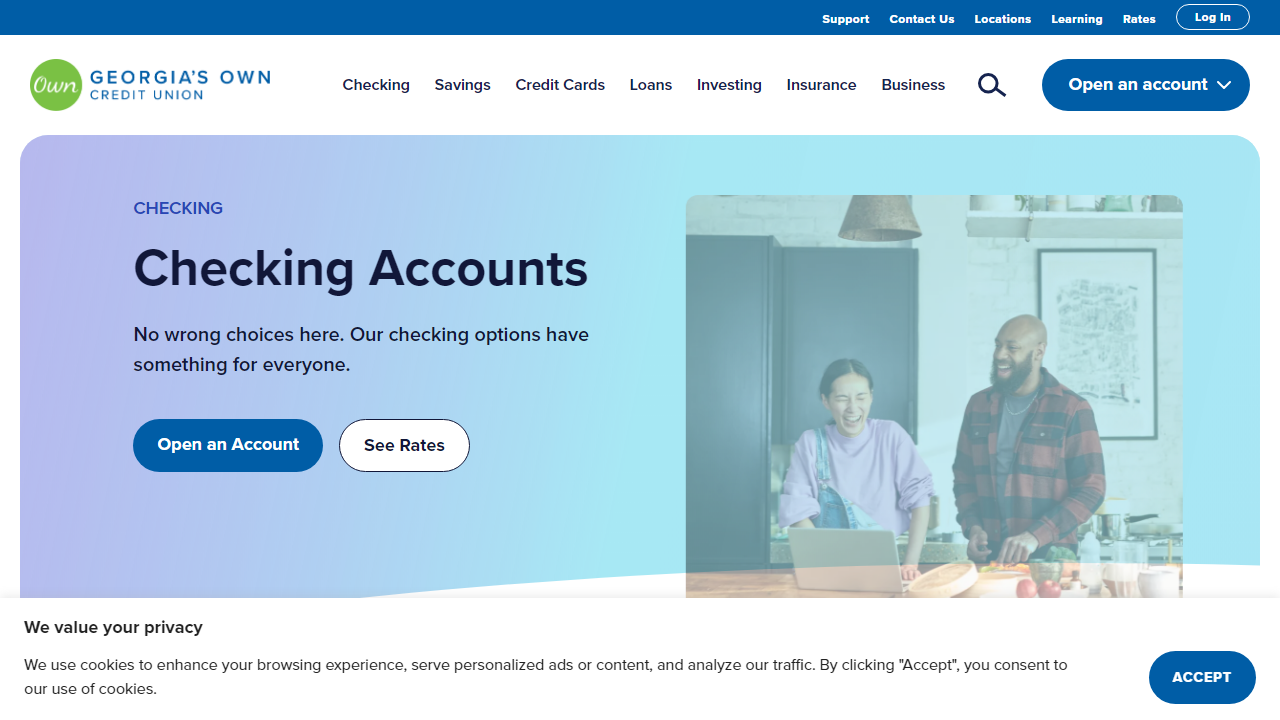 Support Contact Us Locations Learning Rates Log In
Own GEORGIA'S OWN
CREDIT UNION
Checking Savings Credit Cards Loans Investing Insurance Business Open an account
CHECKING
Checking Accounts
No wrong choices here. Our checking options have
something for everyone.
Open an Account See Rates
We value your privacy
We use cookies to enhance your browsing experience, serve personalized ads or content, and analyze our traffic. By clicking "Accept", you consent to
our use of cookies.
ACCEPT